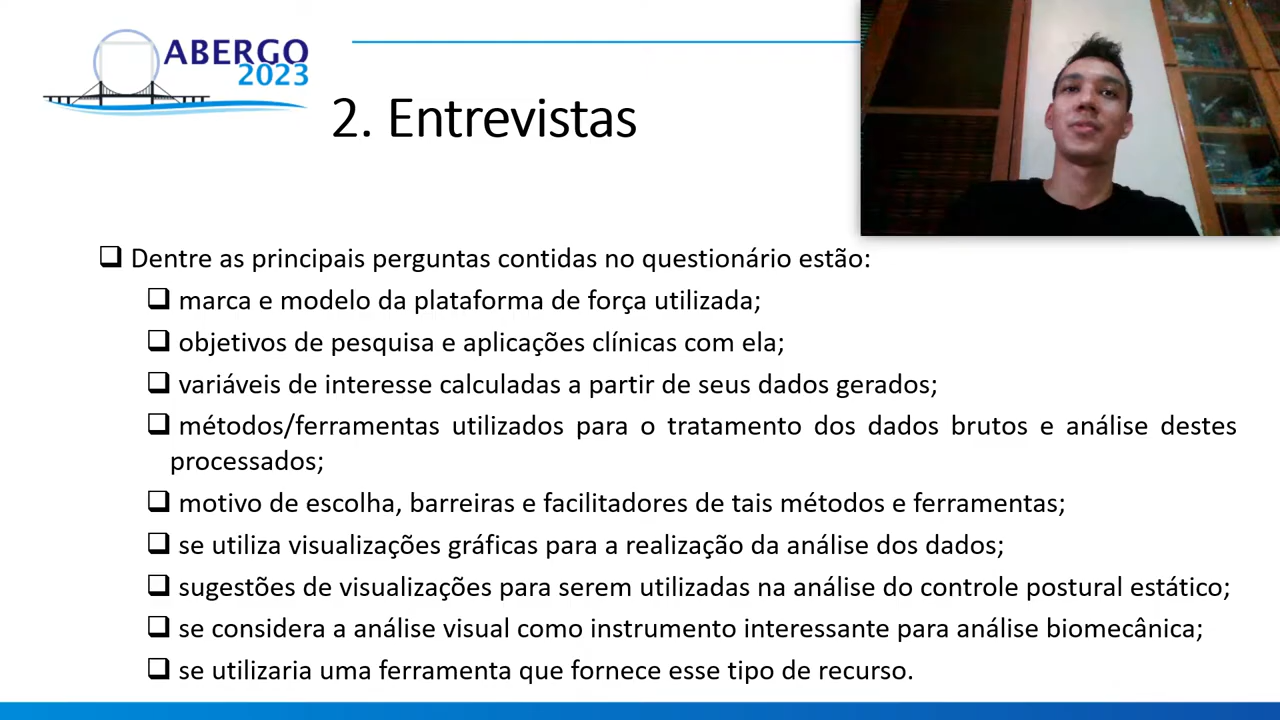 ABERGO
2023
2. Entrevistas
Dentre as principais perguntas contidas no questionário estão:
marca e modelo da plataforma de força utilizada;
objetivos de pesquisa e aplicações clínicas com ela;
variáveis de interesse calculadas a partir de seus dados gerados;
métodos/ferramentas utilizados para o tratamento dos dados brutos e análise destes
processados;
motivo de escolha, barreiras e facilitadores de tais métodos e ferramentas;
se utiliza visualizações gráficas para a realização da análise dos dados;
sugestões de visualizações para serem utilizadas na análise do controle postural estático;
se considera a análise visual como instrumento interessante para análise biomecânica;
se utilizaria uma ferramenta que fornece esse tipo de recurso.